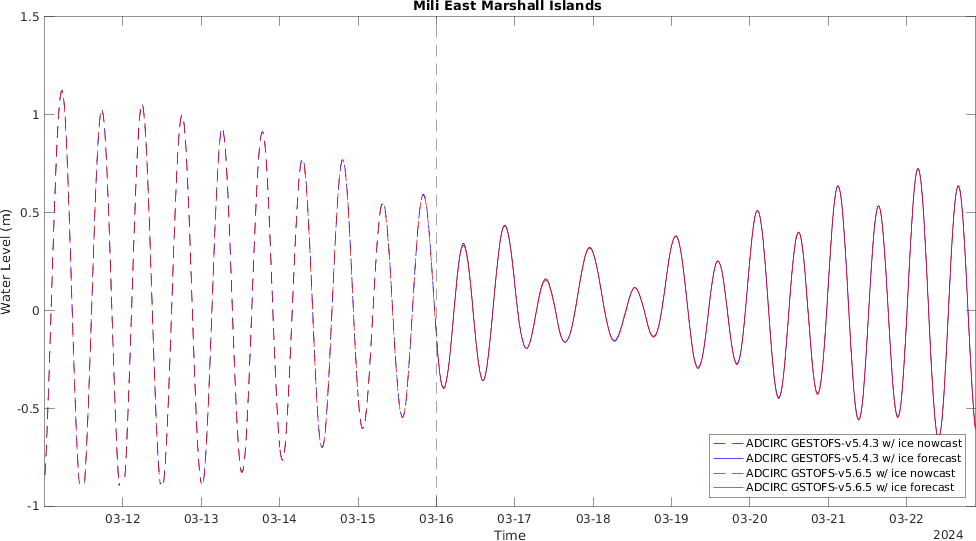 Mili East Marshall Islands
1.5
1
0.5
0
-0.5
-1
Water Level (m)
ADCIRC GESTOFS-v5.4.3 w/ ice nowcast
ADCIRC GESTOFS-v5.4.3 w/ ice forecast
ADCIRC GSTOFS-v5.6.5 w/ ice nowcast
ADCIRC GSTOFS-v5.6.5 w/ ice forecast
03-12 03-13 03-14 03-15 03-16 03-17 03-18 03-19 03-20 03-21 03-22
Time
2024